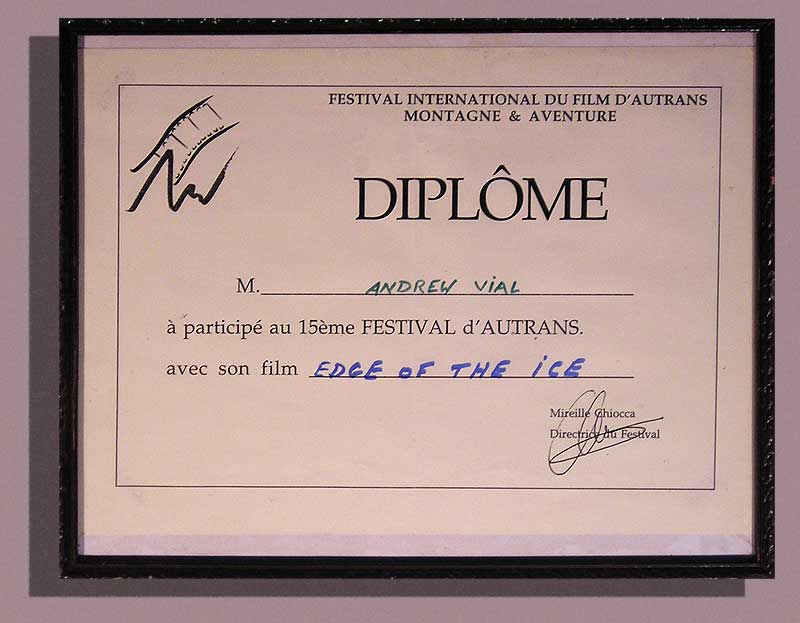 FESTIVAL INTERNATIONAL DU FILM D'AUTRANS
MONTAGNE & AVENTURE
DIPLÔME
M. ANDREW ViAL
à participé au 15ème FESTIVAL d'AUTRANS.
avec son film EDGE OF THE iCE
Mireille Chiocca
Directrice du Festival